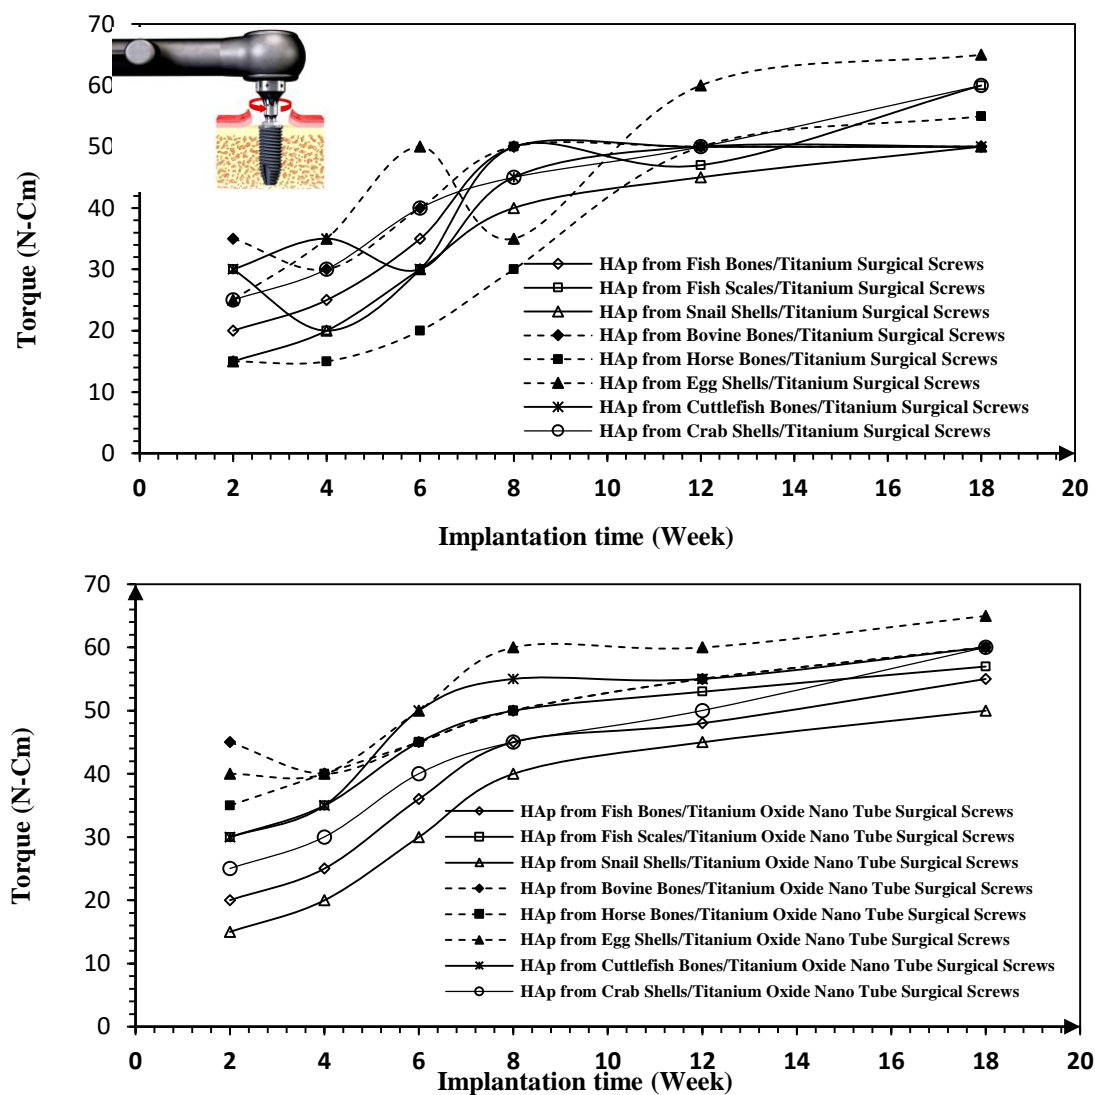 70
60
50
40
30
20
10
0
Torque (N-Cm)
HAp from Fish Bones/Titanium Surgical Screws
HAp from Fish Scales/Titanium Surgical Screws
HAp from Snail Shells/Titanium Surgical Screws
HAp from Bovine Bones/Titanium Surgical Screws
HAp from Horse Bones/Titanium Surgical Screws
HAp from Egg Shells/Titanium Surgical Screws
HAp from Cuttlefish Bones/Titanium Surgical Screws
HAp from Crab Shells/Titanium Surgical Screws
0 2 4 6 8 10 12 14 16 18 20
Implantation time (Week)
70
60
50
40
30
20
10
0
Torque (N-Cm)
HAp from Fish Bones/Titanium Oxide Nano Tube Surgical Screws
HAp from Fish Scales/Titanium Oxide Nano Tube Surgical Screws
HAp from Snail Shells/Titanium Oxide Nano Tube Surgical Screws
HAp from Bovine Bones/Titanium Oxide Nano Tube Surgical Screws
HAp from Horse Bones/Titanium Oxide Nano Tube Surgical Screws
HAp from Egg Shells/Titanium Oxide Nano Tube Surgical Screws
HAp from Cuttlefish Bones/Titanium Oxide Nano Tube Surgical Screws
HAp from Crab Shells/Titanium Oxide Nano Tube Surgical Screws
0 2 4 6 8 10 12 14 16 18 20
Implantation time (Week)